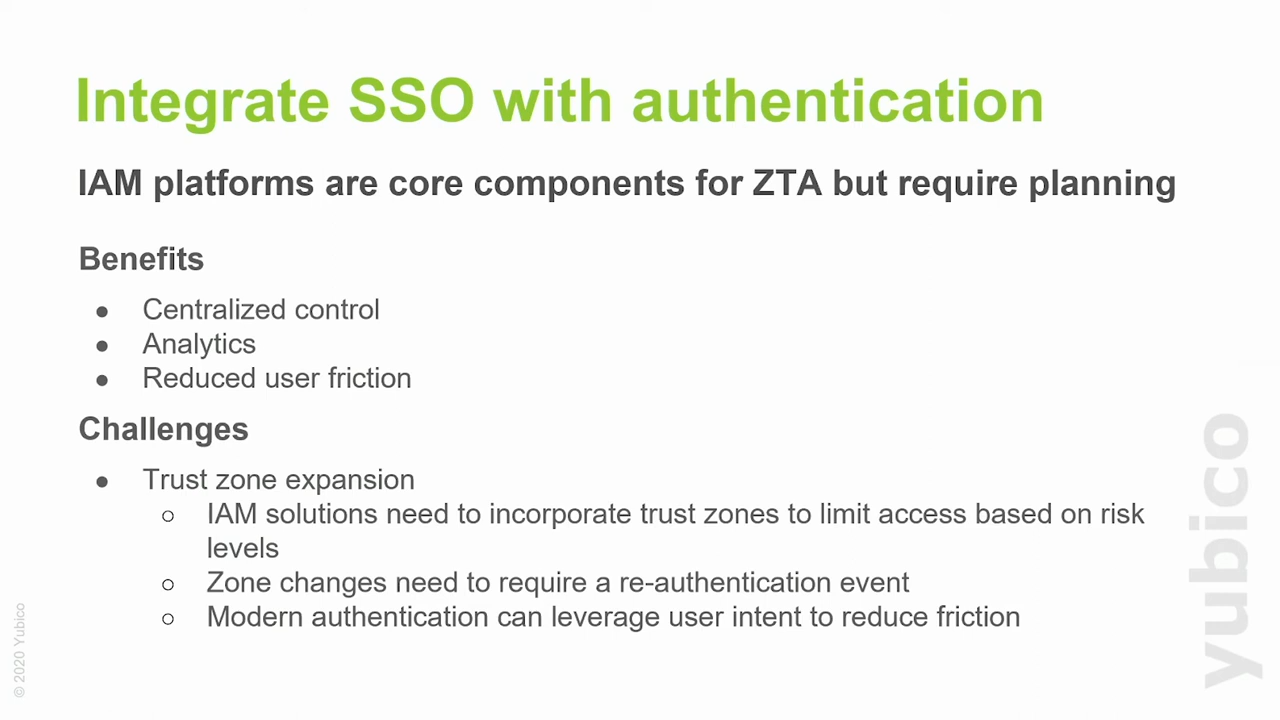 Integrate SSO with authentication
IAM platforms are core components for ZTA but require planning
Benefits
● Centralized control
● Analytics
● Reduced user friction
Challenges
● Trust zone expansion
○ IAM solutions need to incorporate trust zones to limit access based on risk
levels
○ Zone changes need to require a re-authentication event
○ Modern authentication can leverage user intent to reduce friction
yubico
© 2020 Yubico